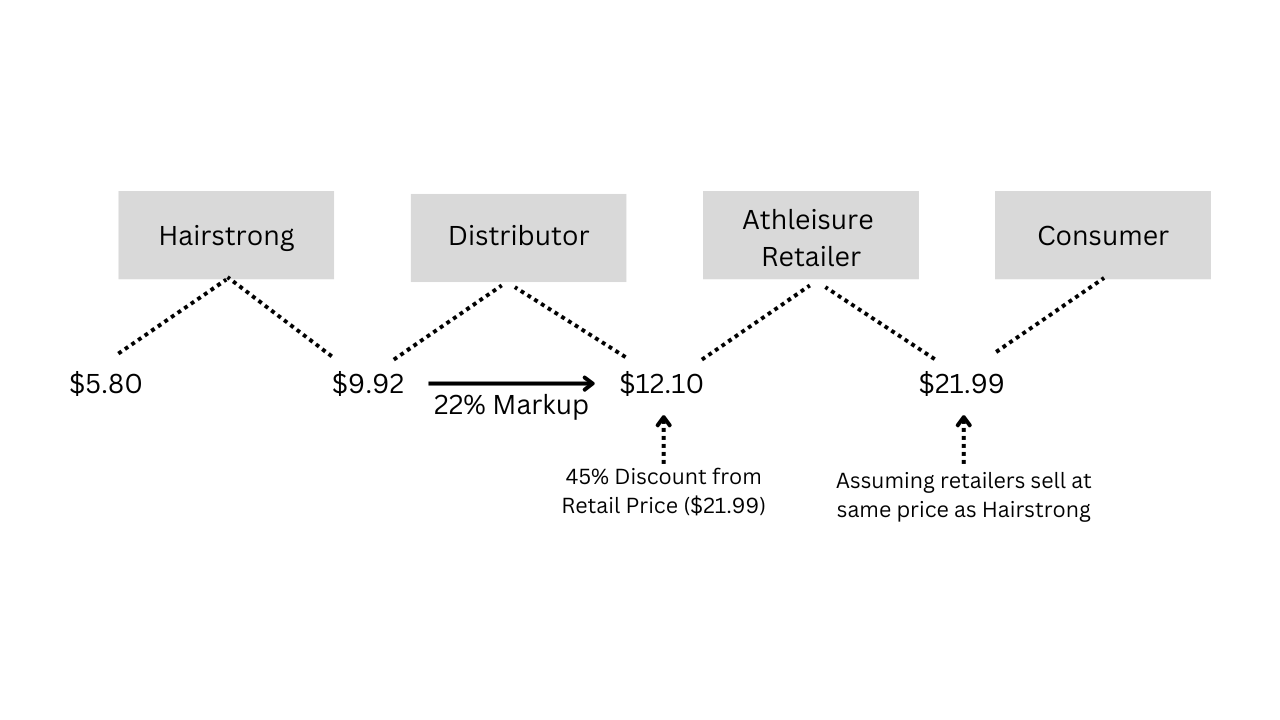 Hairstrong
Distributor
Athleisure
Retailer
Consumer
$5.80
$9.92
$12.10
$21.99
22% Markup
45% Discount from
Retail Price ($21.99)
Assuming retailers sell at
same price as Hairstrong